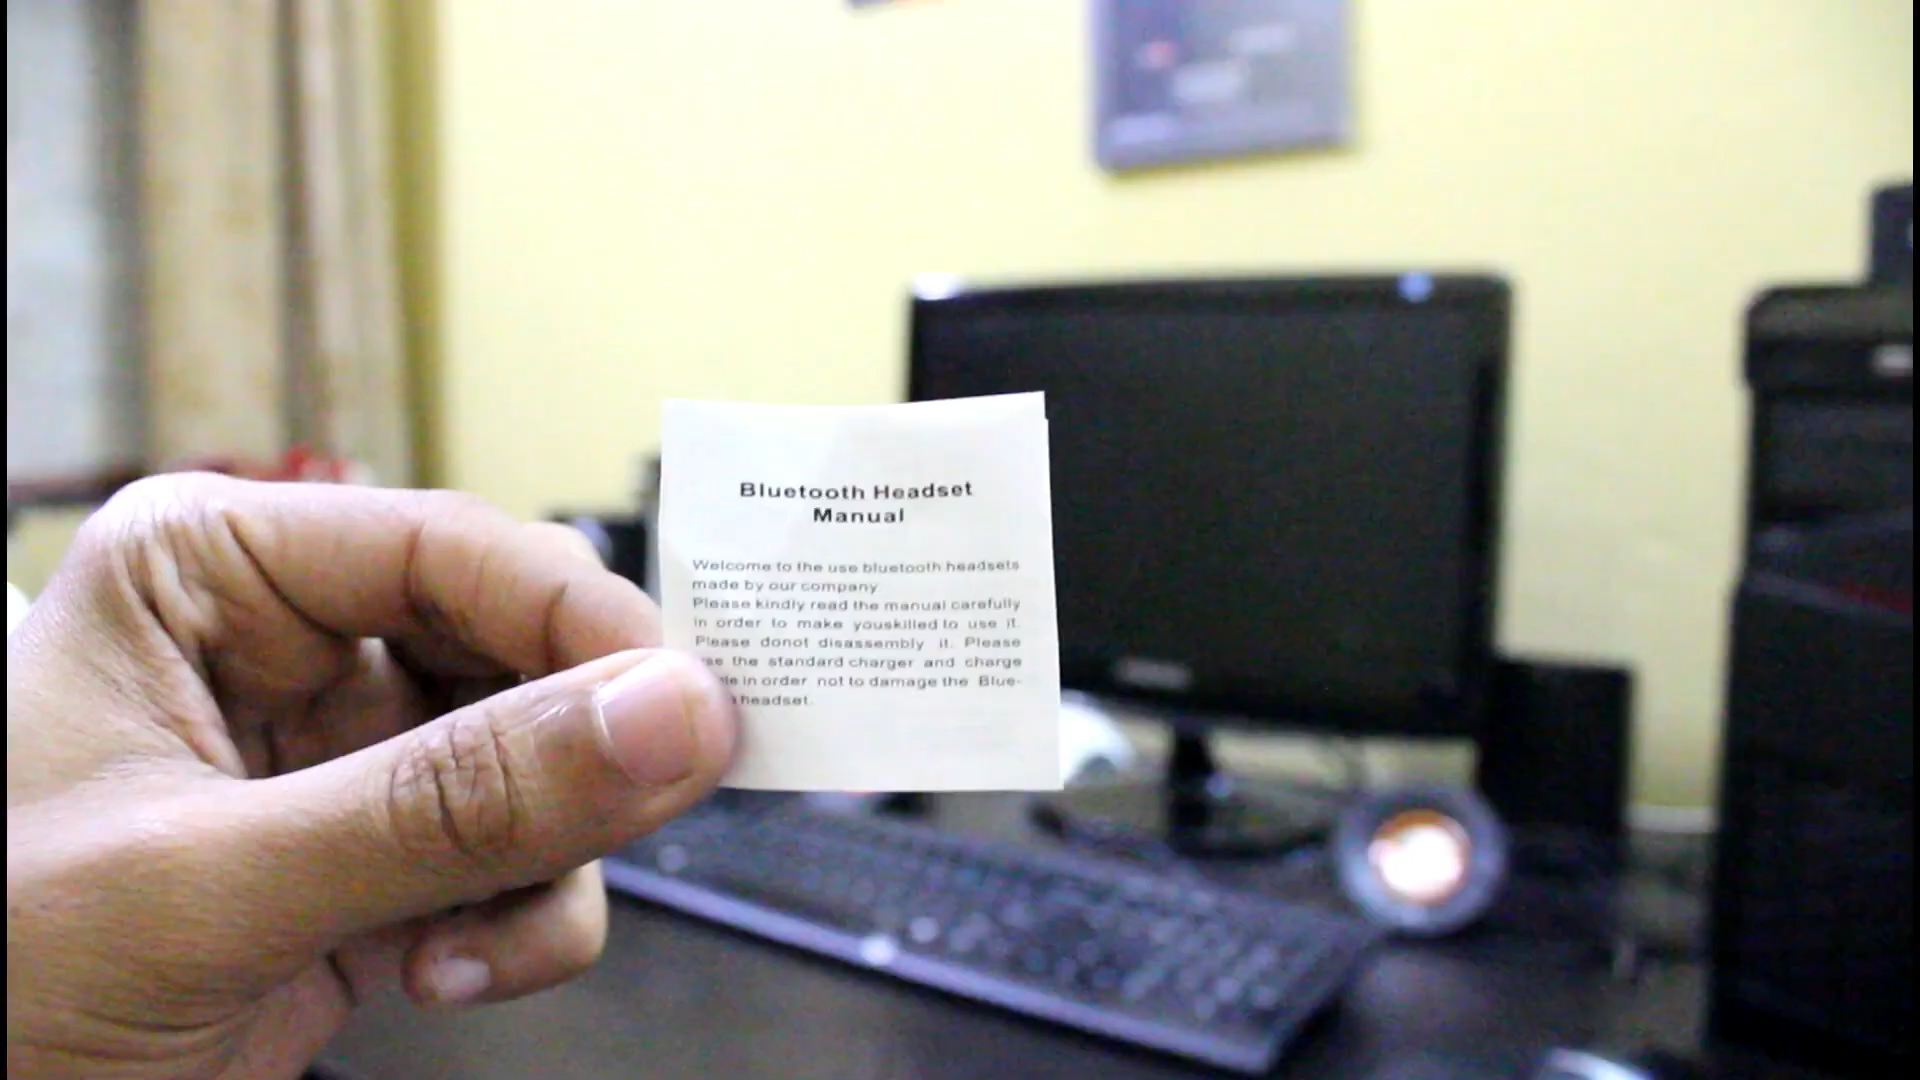 Bluetooth Headset
Manual
Welcome to the use bluetooth headsets
made by our company
Please kindly read the manual carefully
in order to make youskilled to use it.
Please donot disassembly it. Please
the standard charger and charge
in order not to damage the Blue-
headset.